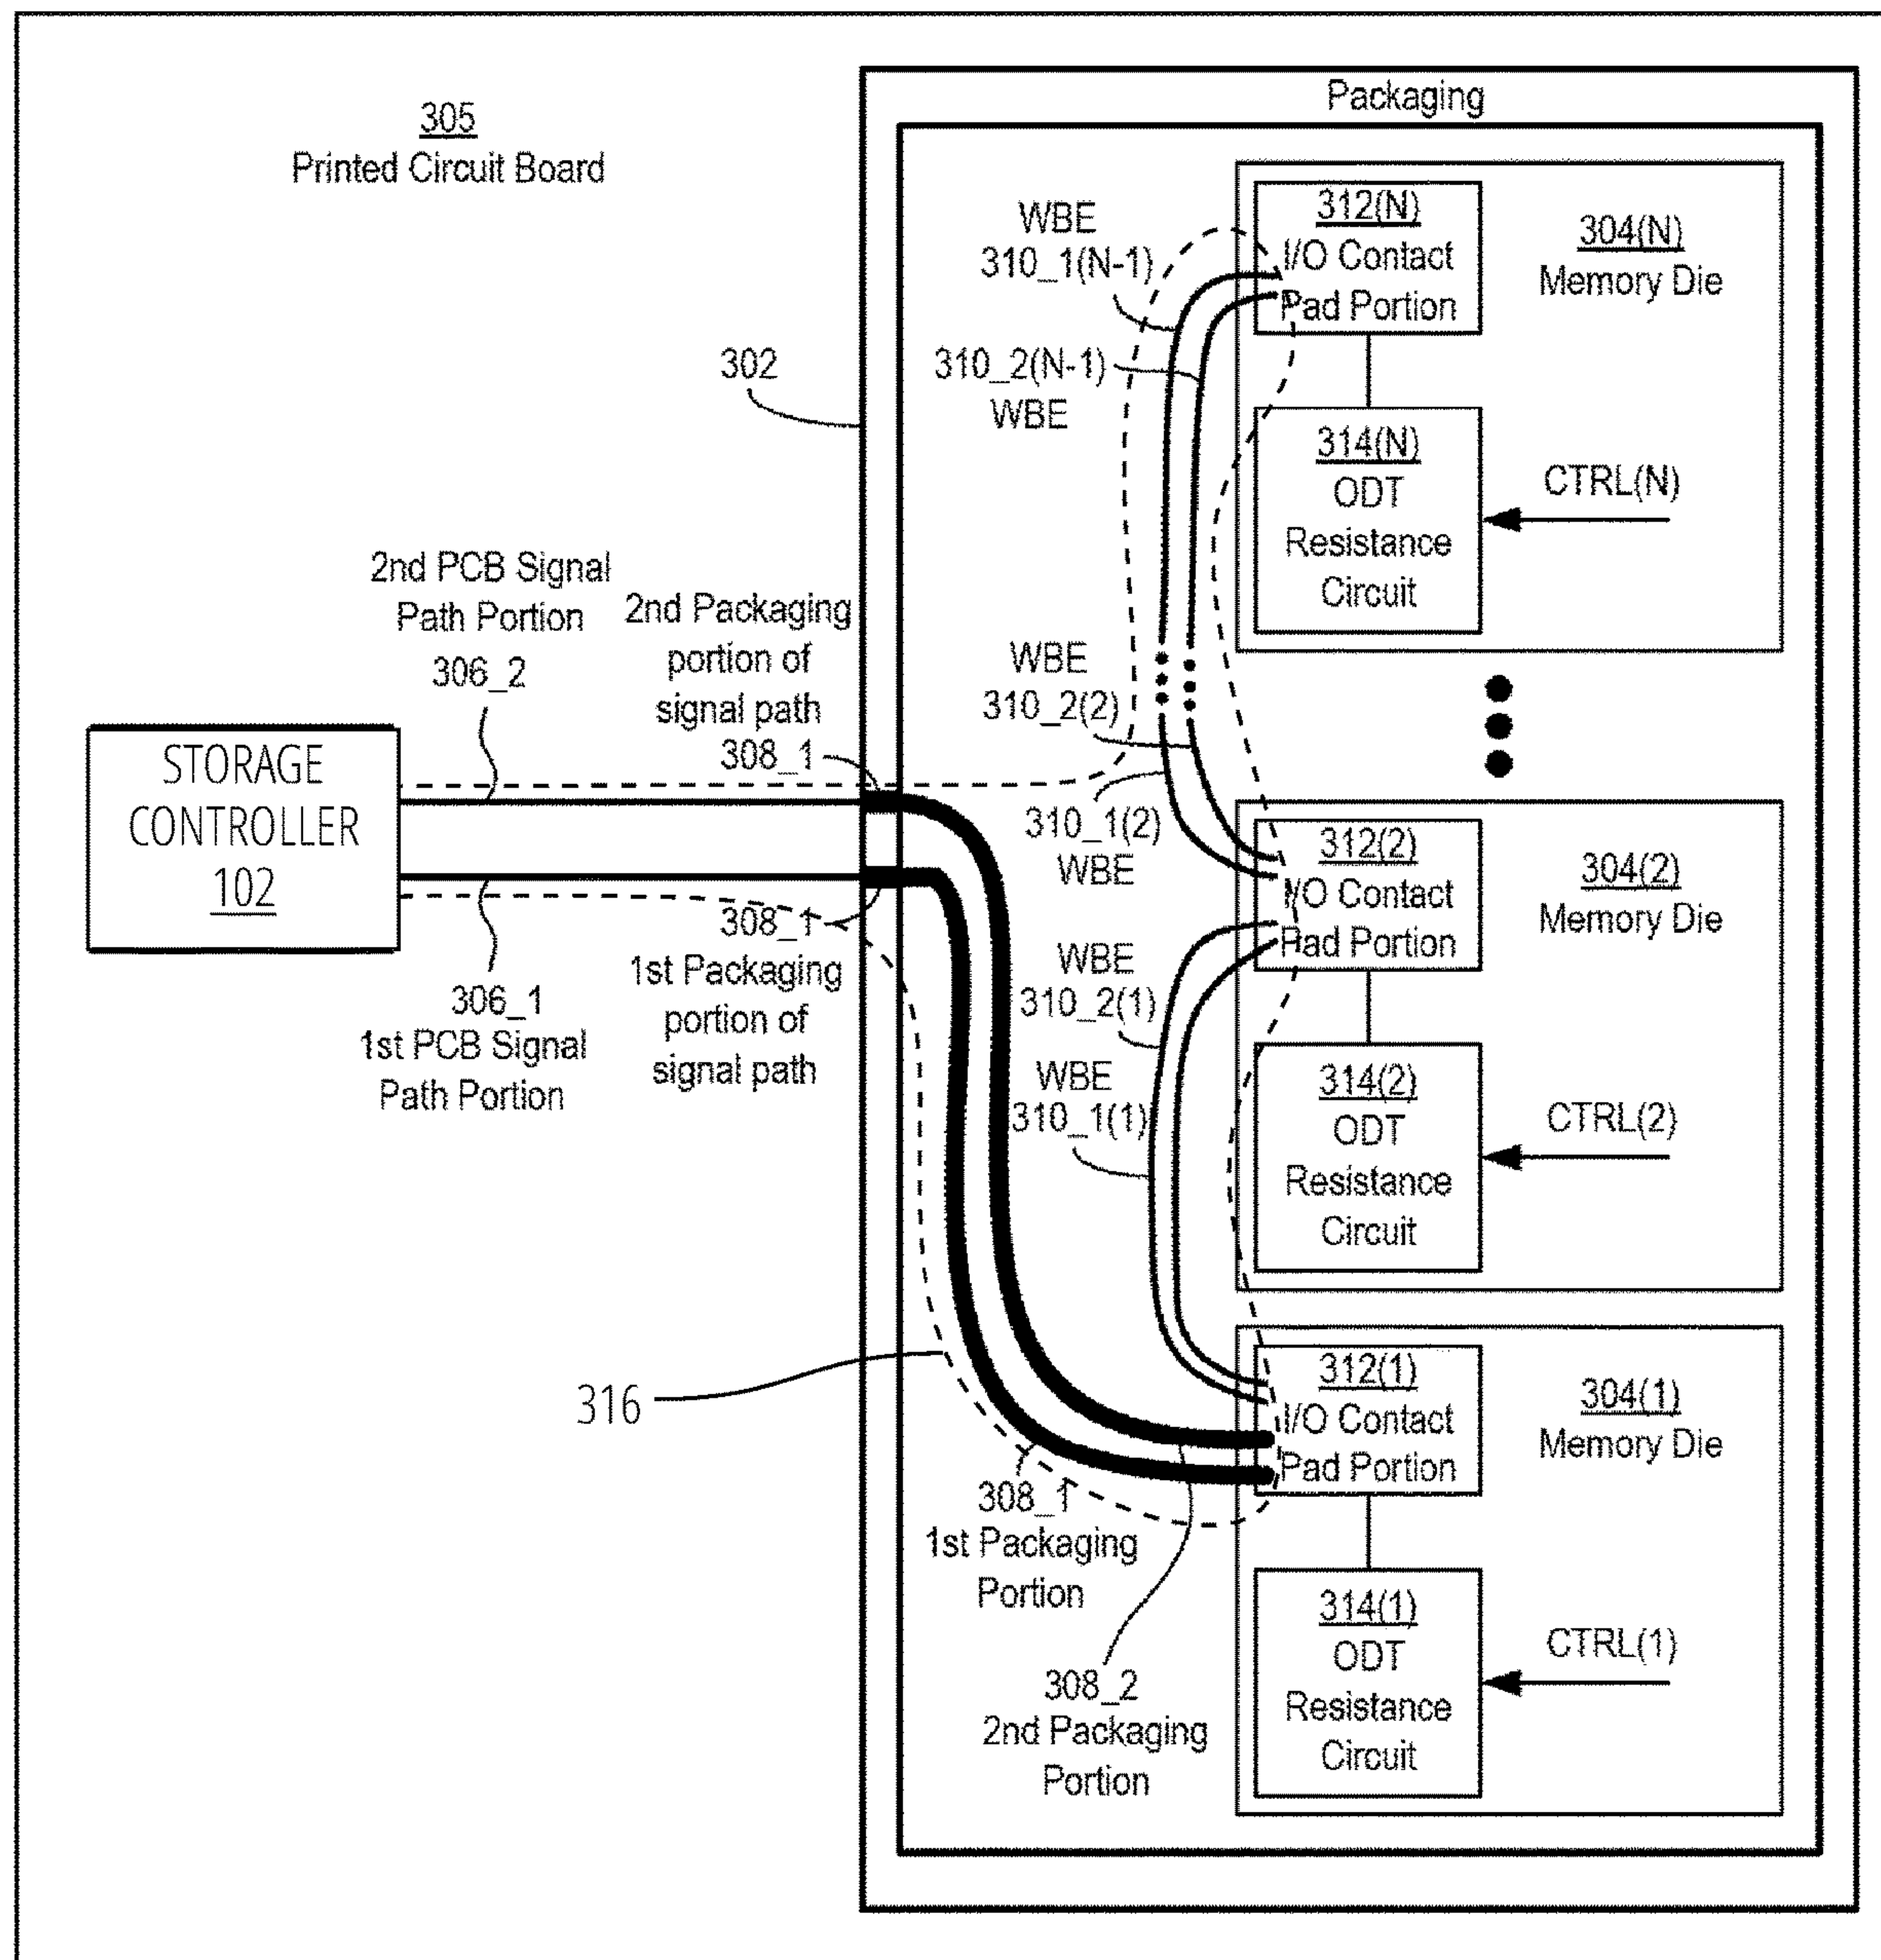 305
Printed Circuit Board
Packaging
302
WBE
310_1(N-1)
310_2(N-1)
WBE
312(N)
I/O Contact
Pad Portion
304(N)
Memory Die
314(N)
ODT
Resistance
Circuit
CTRL(N)
2nd PCB Signal
Path Portion
306_2
2nd Packaging
portion of
signal path
308_1
WBE
310_2(2)
310_1(2)
WBE
STORAGE
CONTROLLER
102
306_1
1st PCB Signal
Path Portion
308_1
1st Packaging
portion of
signal path
312(2)
I/O Contact
Pad Portion
304(2)
Memory Die
WBE
310_2(1)
WBE
310_1(1)
314(2)
ODT
Resistance
Circuit
CTRL(2)
316
312(1)
I/O Contact
Pad Portion
304(1)
Memory Die
308_1
1st Packaging
Portion
308_2
2nd Packaging
Portion
314(1)
ODT
Resistance
Circuit
CTRL(1)